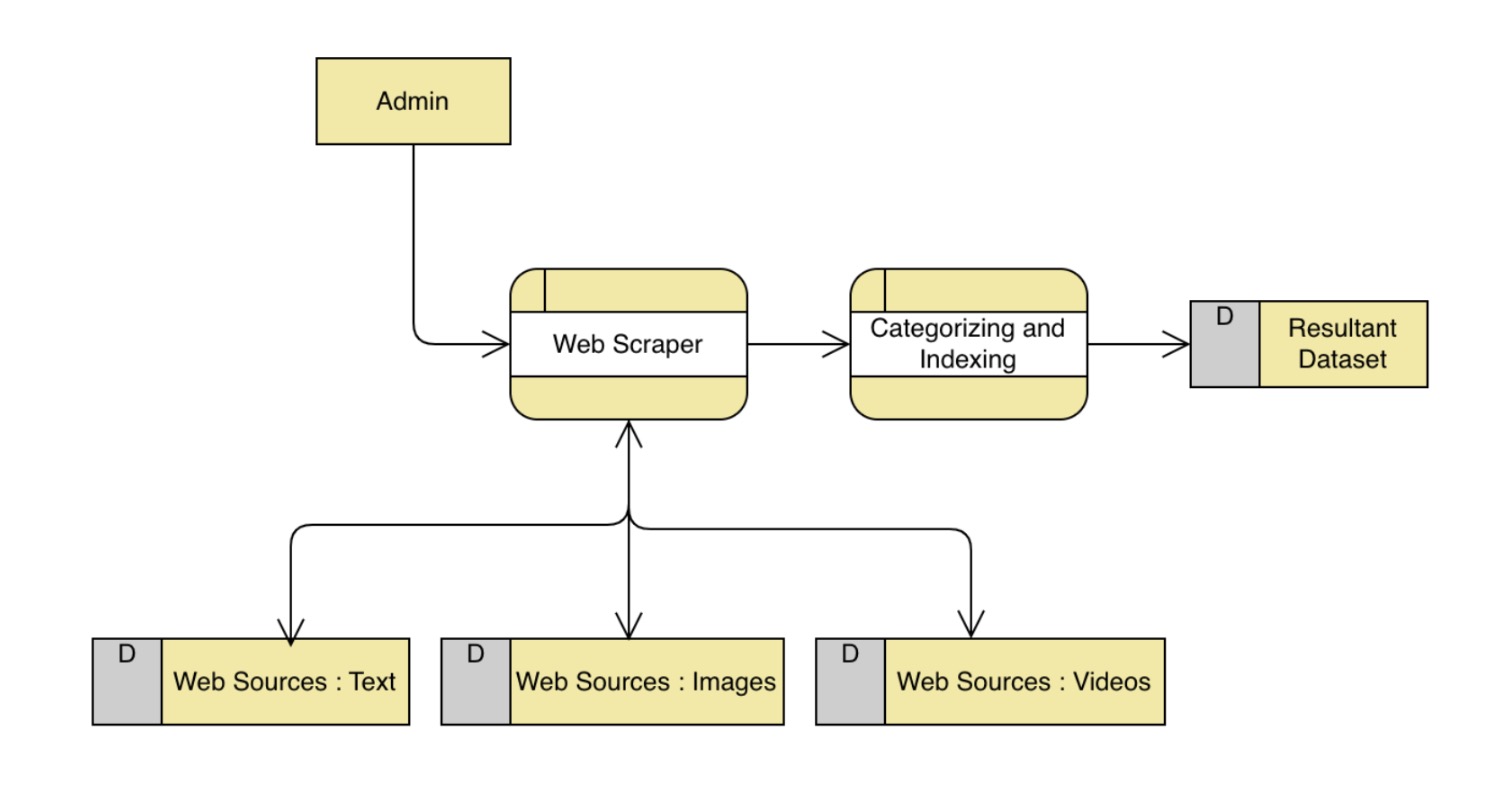 Admin
Web Scraper
Categorizing and
Indexing
D
Resultant
Dataset
D
Web Sources : Text
D
Web Sources : Images
D
Web Sources : Videos